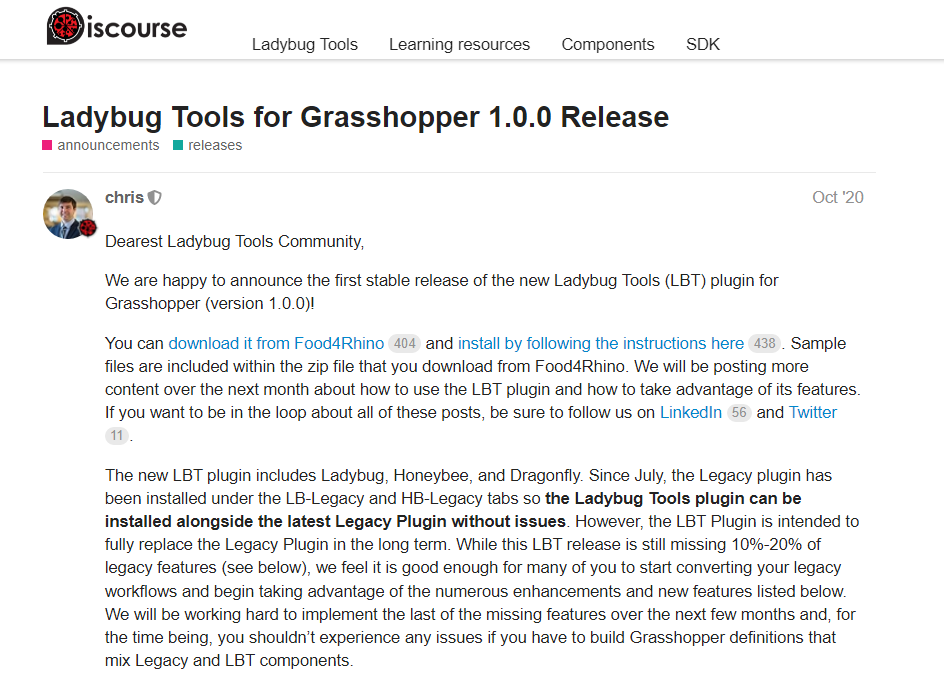 iscourse
Ladybug Tools Learning resources Components SDK
Ladybug Tools for Grasshopper 1.0.0 Release
announcements releases
chris Oct '20
Dearest Ladybug Tools Community,
We are happy to announce the first stable release of the new Ladybug Tools (LBT) plugin for
Grasshopper (version 1.0.0)!
You can download it from Food4Rhino 404 and install by following the instructions here 438 . Sample
files are included within the zip file that you download from Food4Rhino. We will be posting more
content over the next month about how to use the LBT plugin and how to take advantage of its features.
If you want to be in the loop about all of these posts, be sure to follow us on LinkedIn 56 and Twitter
11 .
The new LBT plugin includes Ladybug, Honeybee, and Dragonfly. Since July, the Legacy plugin has
been installed under the LB-Legacy and HB-Legacy tabs so the Ladybug Tools plugin can be
installed alongside the latest Legacy Plugin without issues. However, the LBT Plugin is intended to
fully replace the Legacy Plugin in the long term. While this LBT release is still missing 10%-20% of
legacy features (see below), we feel it is good enough for many of you to start converting your legacy
workflows and begin taking advantage of the numerous enhancements and new features listed below.
We will be working hard to implement the last of the missing features over the next few months and, for
the time being, you shouldn’t experience any issues if you have to build Grasshopper definitions that
mix Legacy and LBT components.